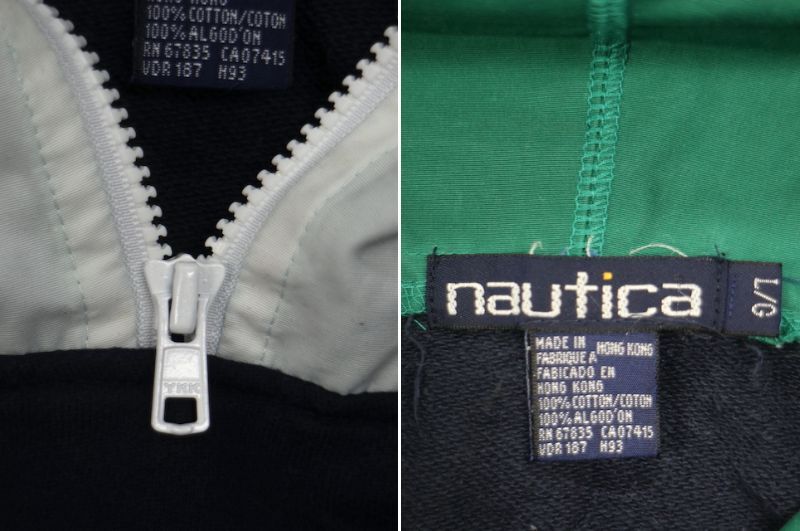 HONG KONG
100% COTTON/COTON
100% ALGOD'ON
RN 67835 CA07415
VDR 187 H93
YKK
nautica
L/G
MADE IN HONG KONG
FABRIQUE A
FABRICADO EN
HONG KONG
100% COTTON/COTON
100% ALGOD'ON
RN 67835 CA07415
VDR 187 H93